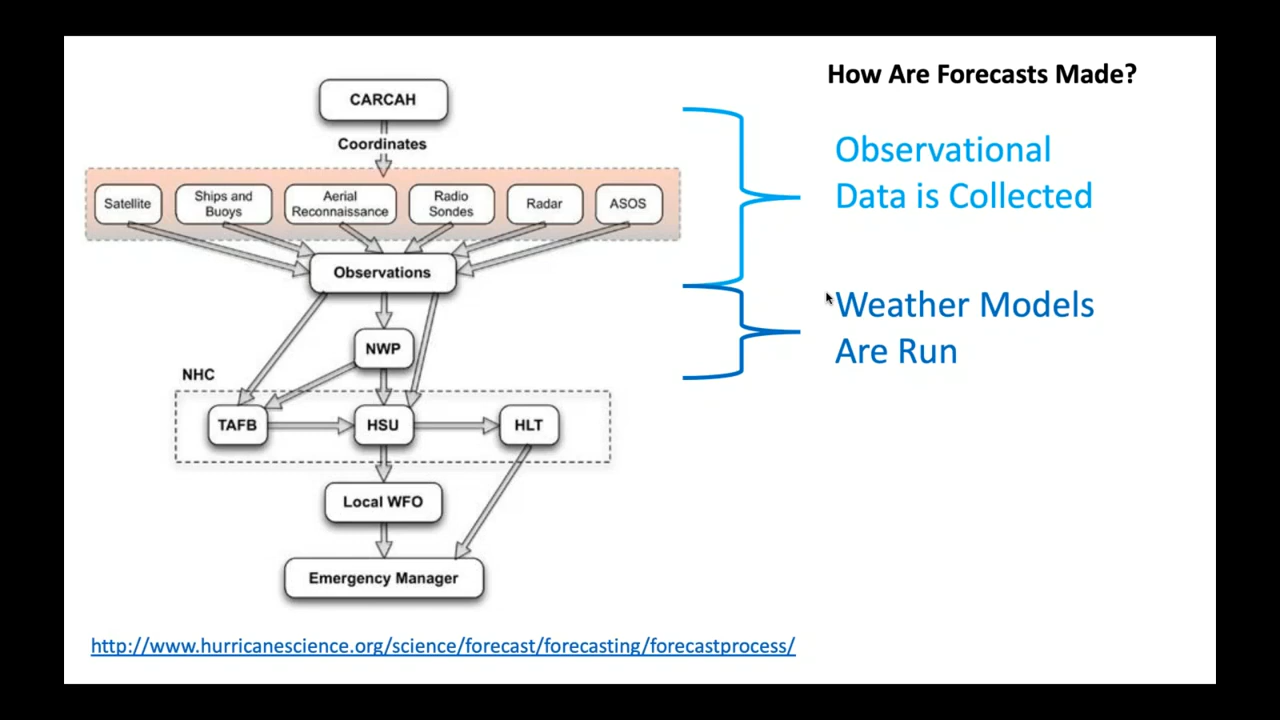 How Are Forecasts Made?
CARCAH
Coordinates
Satellite
Ships and
Buoys
Aerial
Reconnaissance
Radio
Sondes
Radar
ASOS
Observations
Observational
Data is Collected
NWP
Weather Models
Are Run
NHC
TAFB
HSU
HLT
Local WFO
Emergency Manager
http://www.hurricanescience.org/science/forecast/forecasting/forecastprocess/